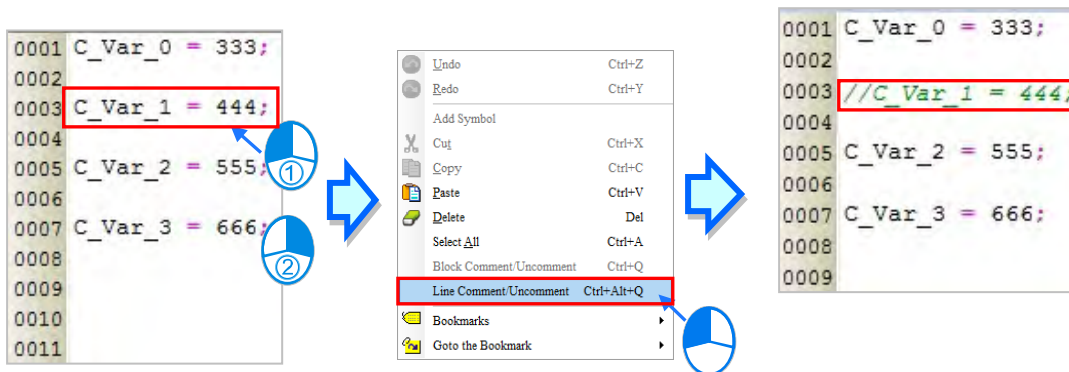 0001 C_Var_0 = 333;
0002
0003 C_Var_1 = 444;
0004
0005 C_Var_2 = 555;
0006
0007 C_Var_3 = 666;
0008
0009
0010
0011
①
②
Undo Ctrl+Z
Redo Ctrl+Y
Add Symbol
Cut Ctrl+X
Copy Ctrl+C
Paste Ctrl+V
Delete Del
Select All Ctrl+A
Block Comment/Uncomment Ctrl+Q
Line Comment/Uncomment Ctrl+Alt+Q
Bookmarks
Goto the Bookmark
0001 C_Var_0 = 333;
0002
0003 //C_Var_1 = 444;
0004
0005 C_Var_2 = 555;
0006
0007 C_Var_3 = 666;
0008
0009